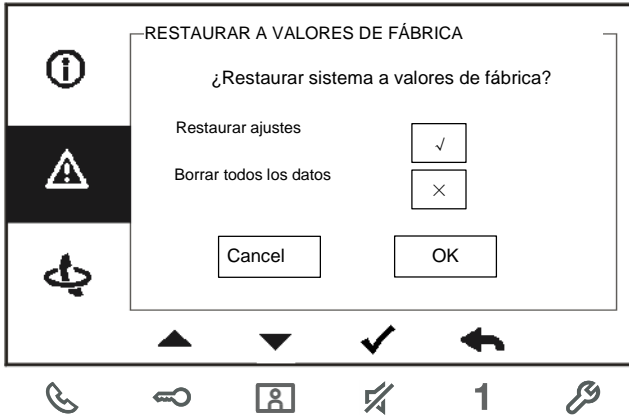 RESTAURAR A VALORES DE FÁBRICA
¿Restaurar sistema a valores de fábrica?
Restaurar ajustes √
Borrar todos los datos ×
Cancel OK
1